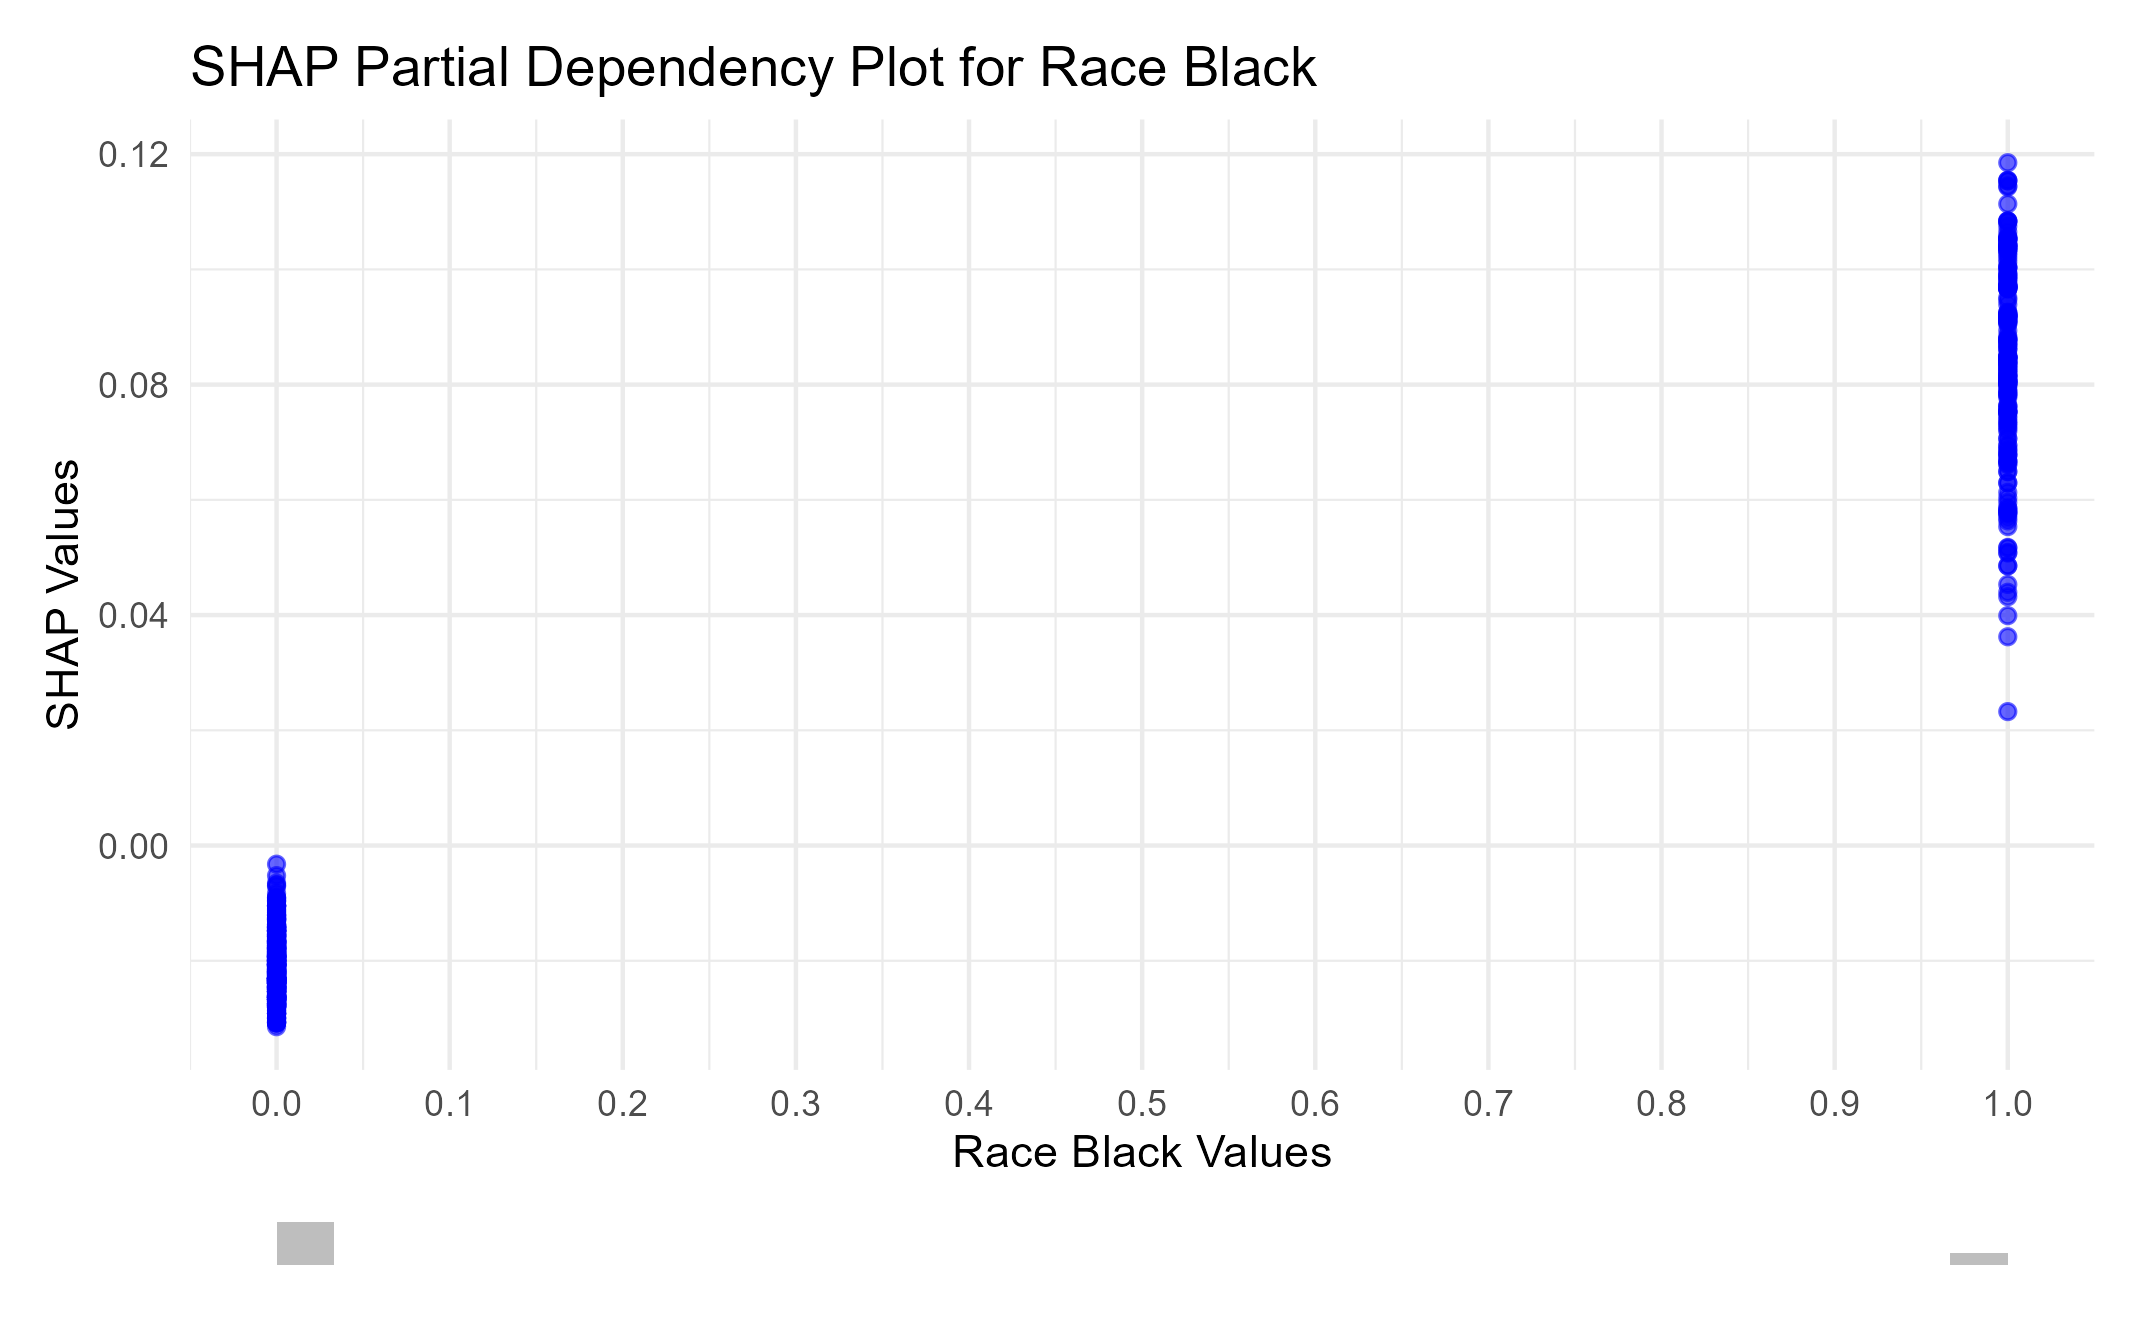 SHAP Partial Dependency Plot for Race Black
0.12
0.08
0.04
0.00
SHAP Values
0.0 0.1 0.2 0.3 0.4 0.5 0.6 0.7 0.8 0.9 1.0
Race Black Values